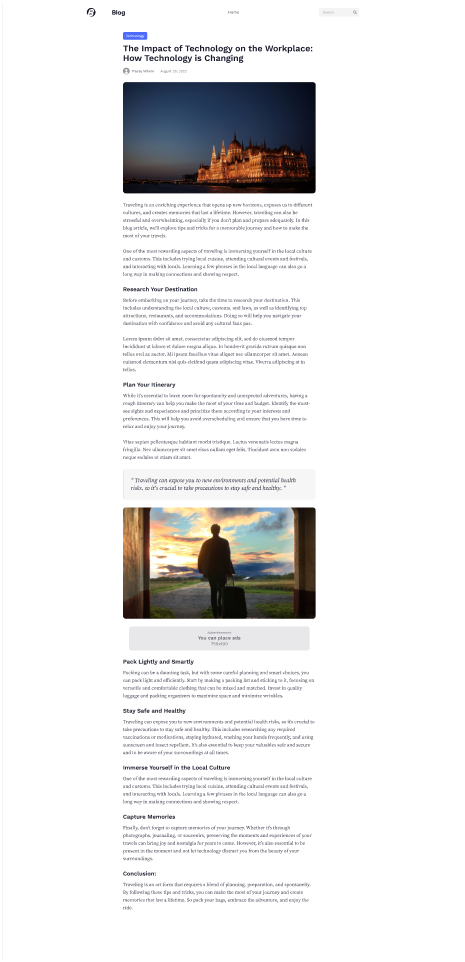 Blog
Home
Search
Technology
The Impact of Technology on the Workplace:
How Technology is Changing
Tracey Wilson
August 20, 2022
Traveling is an enriching experience that opens up new horizons, exposes us to different
cultures, and creates memories that last a lifetime. However, traveling can also be
stressful and overwhelming, especially if you don't plan and prepare adequately. In this
blog article, we'll explore tips and tricks for a memorable journey and how to make the
most of your travels.
One of the most rewarding aspects of traveling is immersing yourself in the local culture
and customs. This includes trying local cuisine, attending cultural events and festivals,
and interacting with locals. Learning a few phrases in the local language can also go a
long way in making connections and showing respect.
Research Your Destination
Before embarking on your journey, take the time to research your destination. This
includes understanding the local culture, customs, and laws, as well as identifying top
attractions, restaurants, and accommodations. Doing so will help you navigate your
destination with confidence and avoid any cultural faux pas.
Lorem ipsum dolor sit amet, consectetur adipiscing elit, sed do eiusmod tempor
incididunt ut labore et dolore magna aliqua. In hendrerit gravida rutrum quisque non
tellus orci ac auctor. Mi ipsum faucibus vitae aliquet nec ullamcorper sit amet. Aenean
euismod elementum nisi quis eleifend quam adipiscing vitae. Viverra adipiscing at in
tellus.
Plan Your Itinerary
While it's essential to leave room for spontaneity and unexpected adventures, having a
rough itinerary can help you make the most of your time and budget. Identify the must-
see sights and experiences and prioritize them according to your interests and
preferences. This will help you avoid overscheduling and ensure that you have time to
relax and enjoy your journey.
Vitae sapien pellentesque habitant morbi tristique. Luctus venenatis lectus magna
fringilla. Nec ullamcorper sit amet risus nullam eget felis. Tincidunt arcu non sodales
neque sodales ut etiam sit amet.
" Traveling can expose you to new environments and potential health
risks, so it's crucial to take precautions to stay safe and healthy. "
Advertisement
You can place ads
750x100
Pack Lightly and Smartly
Packing can be a daunting task, but with some careful planning and smart choices, you
can pack light and efficiently. Start by making a packing list and sticking to it, focusing on
versatile and comfortable clothing that can be mixed and matched. Invest in quality
luggage and packing organizers to maximize space and minimize wrinkles.
Stay Safe and Healthy
Traveling can expose you to new environments and potential health risks, so it's crucial to
take precautions to stay safe and healthy. This includes researching any required
vaccinations or medications, staying hydrated, washing your hands frequently, and using
sunscreen and insect repellent. It's also essential to keep your valuables safe and secure
and to be aware of your surroundings at all times.
Immerse Yourself in the Local Culture
One of the most rewarding aspects of traveling is immersing yourself in the local culture
and customs. This includes trying local cuisine, attending cultural events and festivals,
and interacting with locals. Learning a few phrases in the local language can also go a
long way in making connections and showing respect.
Capture Memories
Finally, don't forget to capture memories of your journey. Whether it's through
photographs, journaling, or souvenirs, preserving the moments and experiences of your
travels can bring joy and nostalgia for years to come. However, it's also essential to be
present in the moment and not let technology distract you from the beauty of your
surroundings.
Conclusion:
Traveling is an art form that requires a blend of planning, preparation, and spontaneity.
By following these tips and tricks, you can make the most of your journey and create
memories that last a lifetime. So pack your bags, embrace the adventure, and enjoy the
ride.